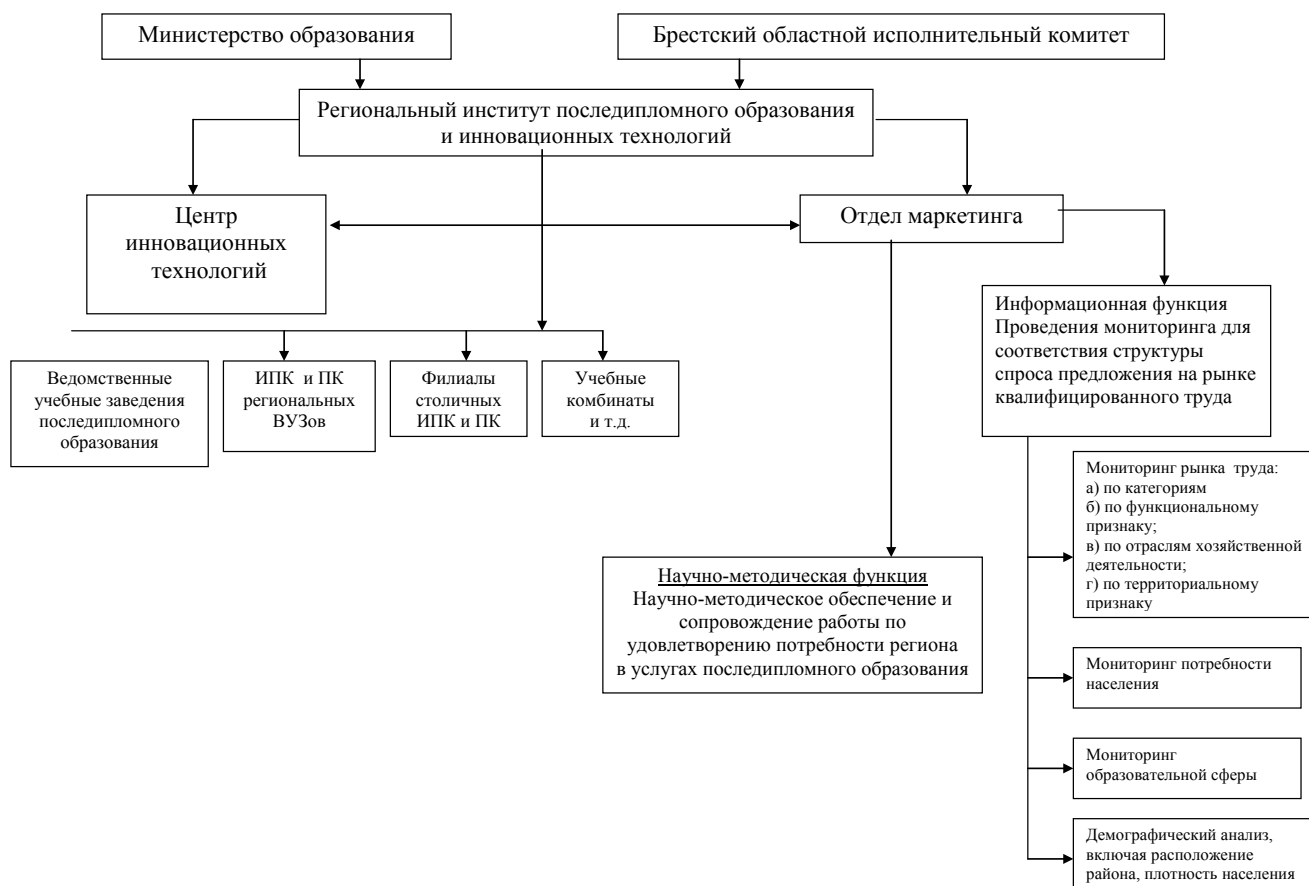 Министерство образования
Брестский областной исполнительный комитет
Региональный институт последипломного образования
и инновационных технологий
Центр
инновационных
технологий
Отдел маркетинга
Информационная функция
Проведения мониторинга для
соответствия структуры
спроса предложения на рынке
квалифицированного труда
Ведомственные
учебные заведения
последипломного
образования
ИПК и ПК
региональных
ВУЗов
Филиалы
столичных
ИПК и ПК
Учебные
комбинаты
и т.д.
Мониторинг рынка труда:
а) по категориям
б) по функциональному
признаку;
в) по отраслям хозяйственной
деятельности;
г) по территориальному
признаку
Научно-методическая функция
Научно-методическое обеспечение и
сопровождение работы по
удовлетворению потребности региона
в услугах последипломного образования
Мониторинг потребности
населения
Мониторинг
образовательной сферы
Демографический анализ,
включая расположение
района, плотность населения